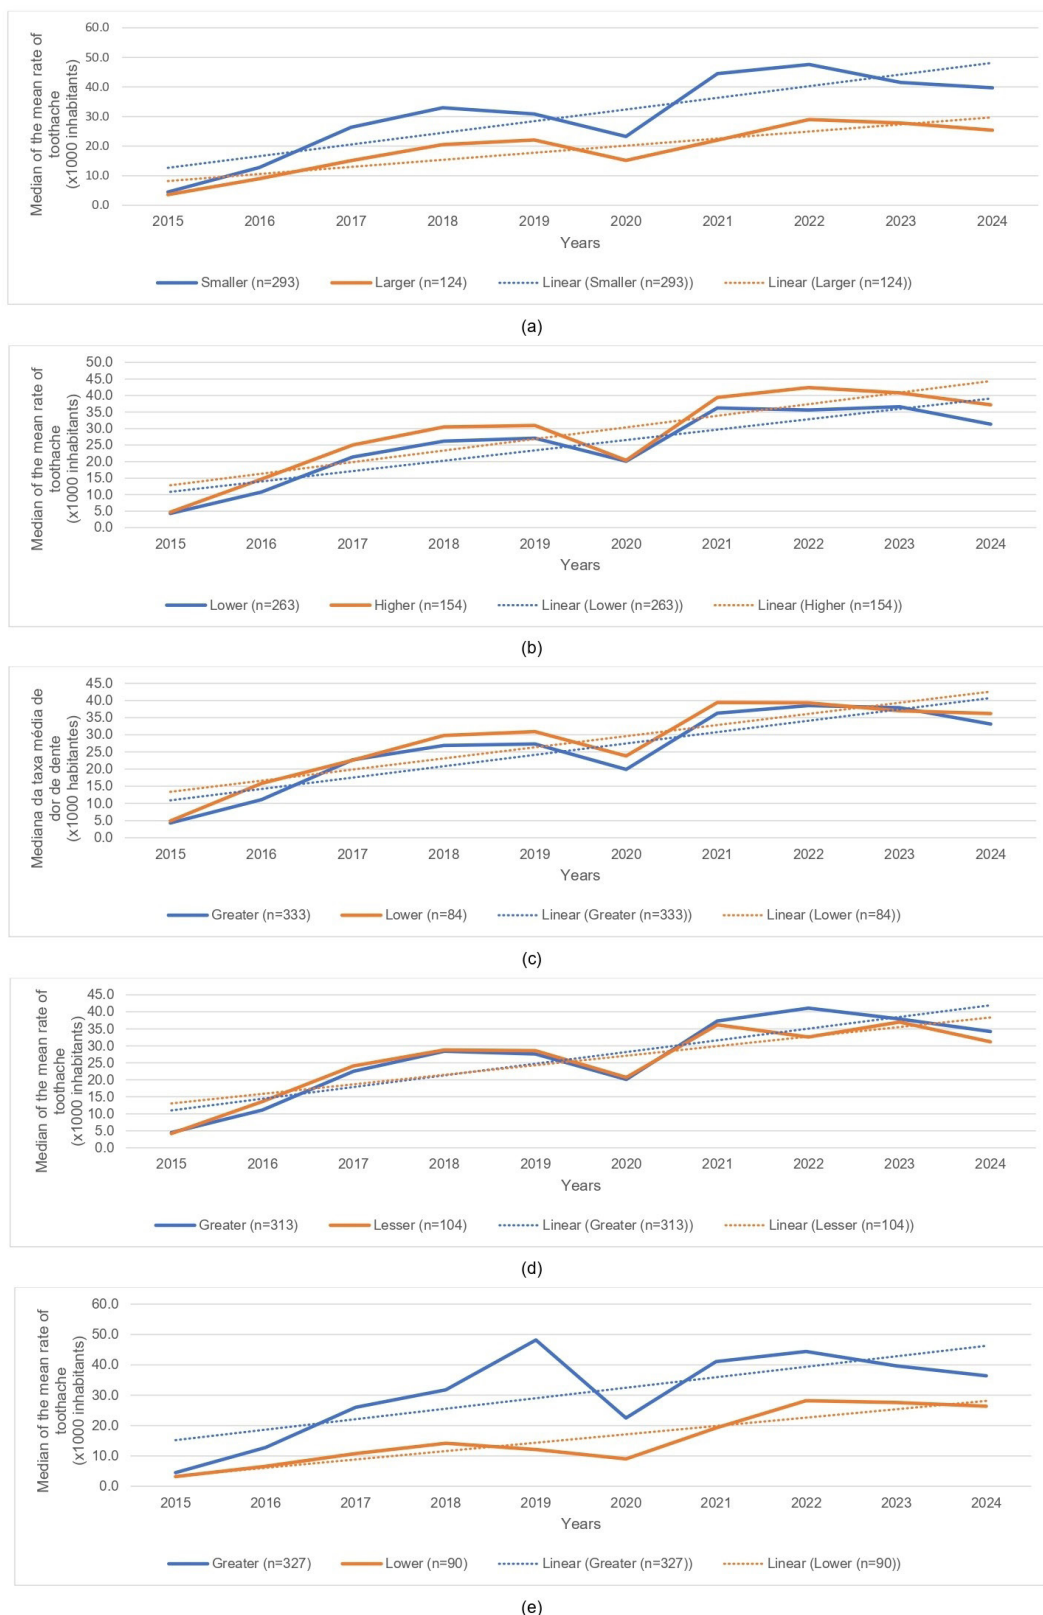 Median of the mean rate of
toothache
(x1000 inhabitants)
60.0
50.0
40.0
30.0
20.0
10.0
0.0
2015 2016 2017 2018 2019 2020 2021 2022 2023 2024
Years
Smaller (n=293) Larger (n=124) Linear (Smaller (n=293)) Linear (Larger (n=124))
(a)
Median of the mean rate of
toothache
(x1000 inhabitants)
50.0
45.0
40.0
35.0
30.0
25.0
20.0
15.0
10.0
5.0
0.0
2015 2016 2017 2018 2019 2020 2021 2022 2023 2024
Years
Lower (n=263) Higher (n=154) Linear (Lower (n=263)) Linear (Higher (n=154))
(b)
Mediana da taxa média de
dor de dente
(x1000 habitantes)
45.0
40.0
35.0
30.0
25.0
20.0
15.0
10.0
5.0
0.0
2015 2016 2017 2018 2019 2020 2021 2022 2023 2024
Years
Greater (n=333) Lower (n=84) Linear (Greater (n=333)) Linear (Lower (n=84))
(c)
Median of the mean rate of
toothache
(x1000 inhabitants)
45.0
40.0
35.0
30.0
25.0
20.0
15.0
10.0
5.0
0.0
2015 2016 2017 2018 2019 2020 2021 2022 2023 2024
Years
Greater (n=313) Lesser (n=104) Linear (Greater (n=313)) Linear (Lesser (n=104))
(d)
Median of the mean rate of
toothache
(x1000 inhabitants)
60.0
50.0
40.0
30.0
20.0
10.0
0.0
2015 2016 2017 2018 2019 2020 2021 2022 2023 2024
Years
Greater (n=327) Lower (n=90) Linear (Greater (n=327)) Linear (Lower (n=90))
(e)